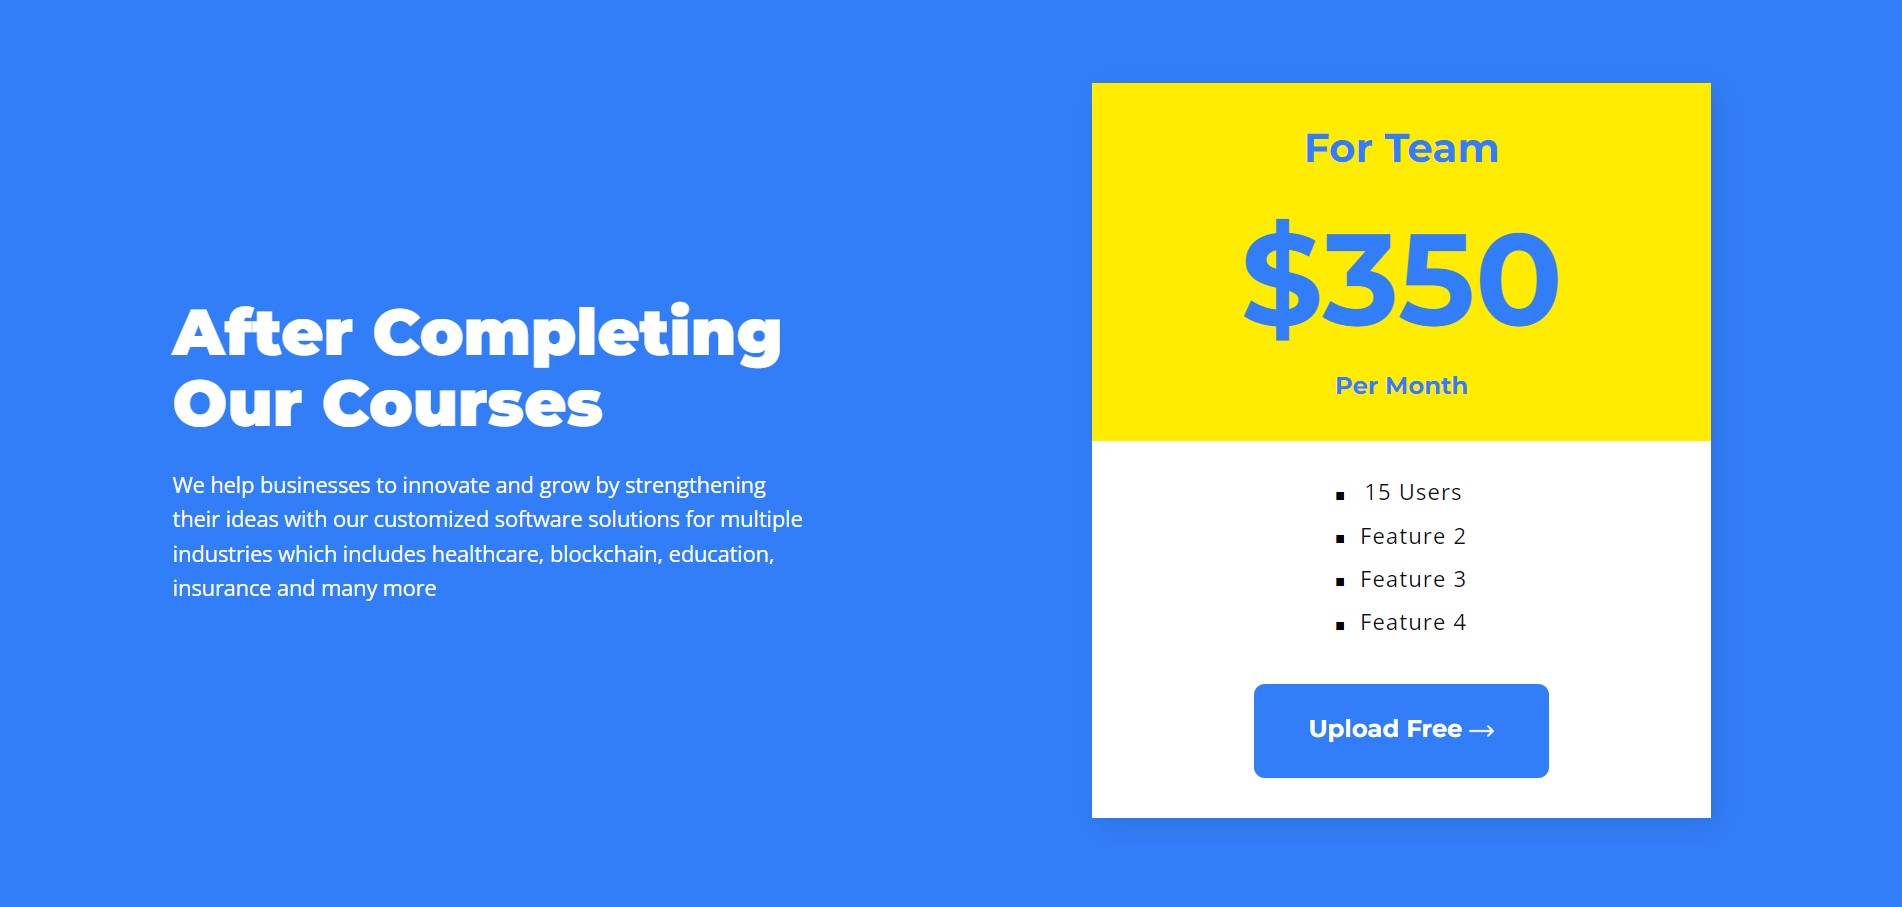 After Completing
Our Courses
We help businesses to innovate and grow by strengthening
their ideas with our customized software solutions for multiple
industries which includes healthcare, blockchain, education,
insurance and many more
For Team
$350
Per Month
▪ 15 Users
▪ Feature 2
▪ Feature 3
▪ Feature 4
Upload Free →